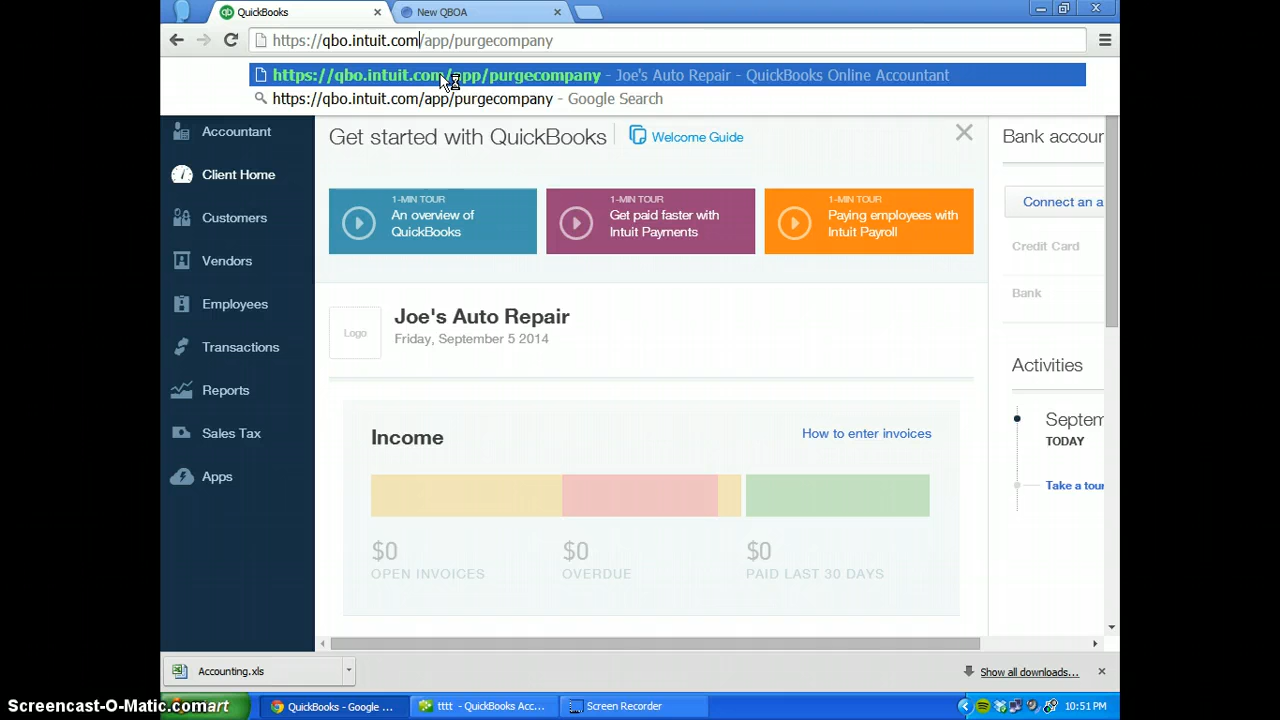 QuickBooks
New QBOA
https://qbo.intuit.com/app/purgecompany
https://qbo.intuit.com/app/purgecompany - Joe's Auto Repair - QuickBooks Online Accountant
https://qbo.intuit.com/app/purgecompany - Google Search
Accountant
Client Home
Customers
Vendors
Employees
Transactions
Reports
Sales Tax
Apps
Get started with QuickBooks
Welcome Guide
1-MIN TOUR
An overview of
QuickBooks
1-MIN TOUR
Get paid faster with
Intuit Payments
1-MIN TOUR
Paying employees with
Intuit Payroll
Logo
Joe's Auto Repair
Friday, September 5 2014
Income
How to enter invoices
$0
OPEN INVOICES
$0
OVERDUE
$0
PAID LAST 30 DAYS
Bank accour
Connect an a
Credit Card
Bank
Activities
Septem
TODAY
Take a tour
Accounting.xls
Show all downloads...
Screencast-O-Matic.com
art
QuickBooks - Google ...
tttt - QuickBooks Acc...
Screen Recorder
10:51 PM